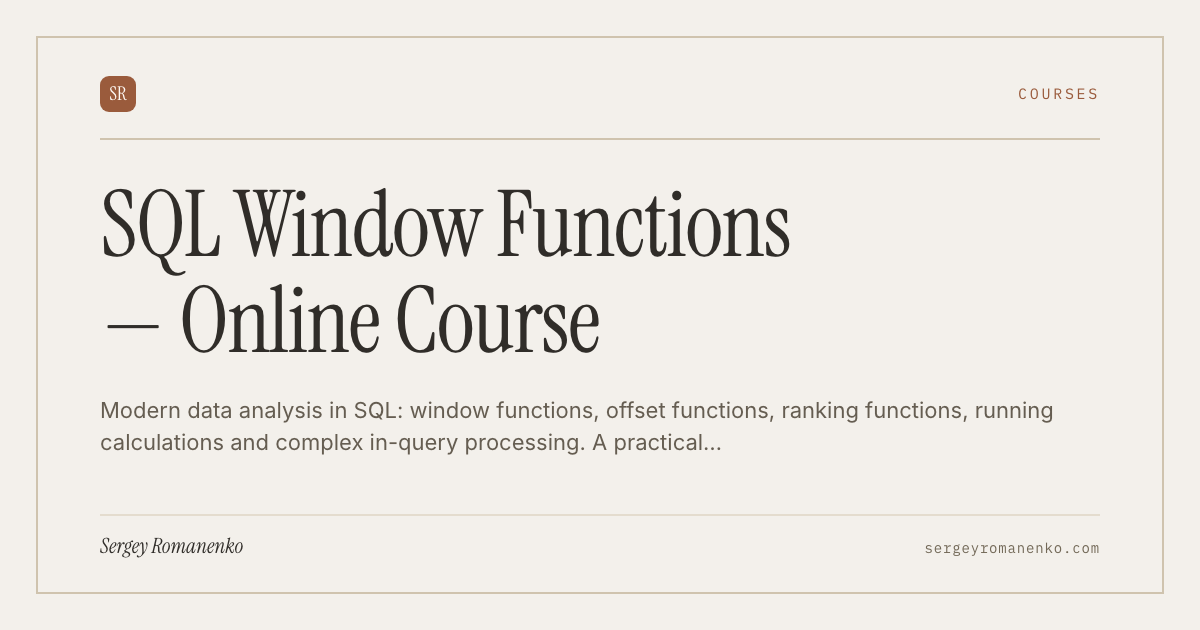 SR
COURSES
SQL Window Functions
— Online Course
Modern data analysis in SQL: window functions, offset functions, ranking functions, running
calculations and complex in-query processing. A practical...
Sergey Romanenko
sergeyromanenko.com